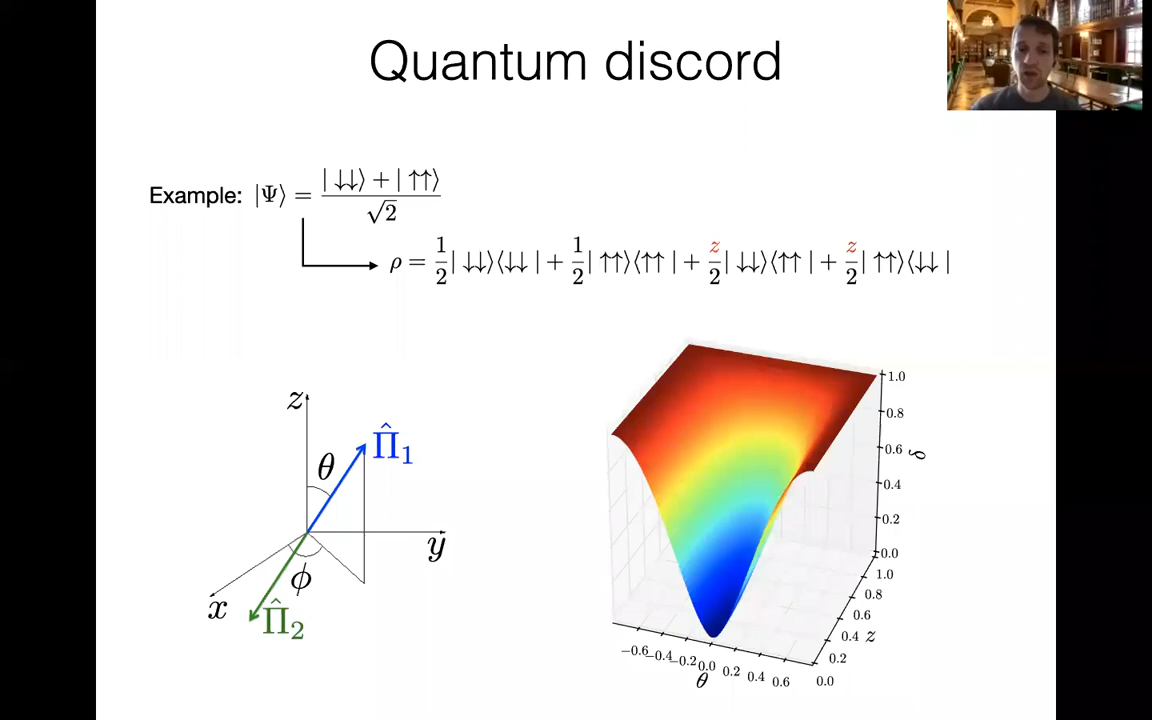 Quantum discord
Example: |Ψ⟩ = (|↓↓⟩ + |↑↑⟩)/√2
ρ = 1/2|↓↓⟩⟨↓↓| + 1/2|↑↑⟩⟨↑↑| + z/2|↓↓⟩⟨↑↑| + z/2|↑↑⟩⟨↓↓|
z
θ
Π̂₁
y
ϕ
x
Π̂₂
1.0
0.8
0.6
0.4
0.2
0.0
δ
1.0
0.8
0.6
0.4
0.2
0.0
z
−0.6 −0.4 −0.2 0.0 0.2 0.4 0.6
θ